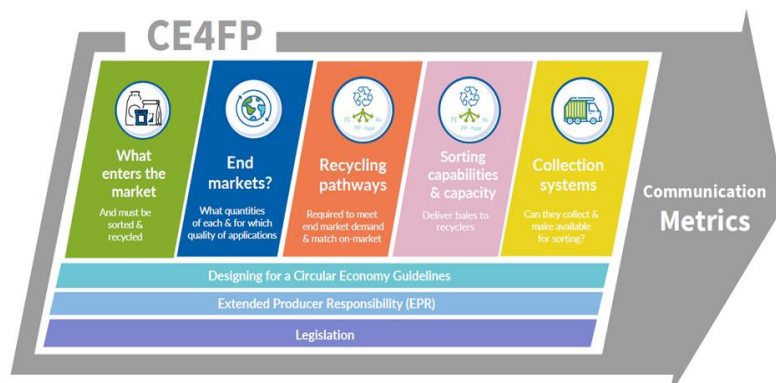 CE4FP
What
enters the
market
And must be
sorted &
recycled
End
markets?
What quantities
of each & for which
quality of applications
Recycling
pathways
Required to meet
end market demand
& match on-market
Sorting
capabilities
& capacity
Deliver bales to
recyclers
Collection
systems
Can they collect &
make available
for sorting?
Communication
Metrics
Designing for a Circular Economy Guidelines
Extended Producer Responsibility (EPR)
Legislation